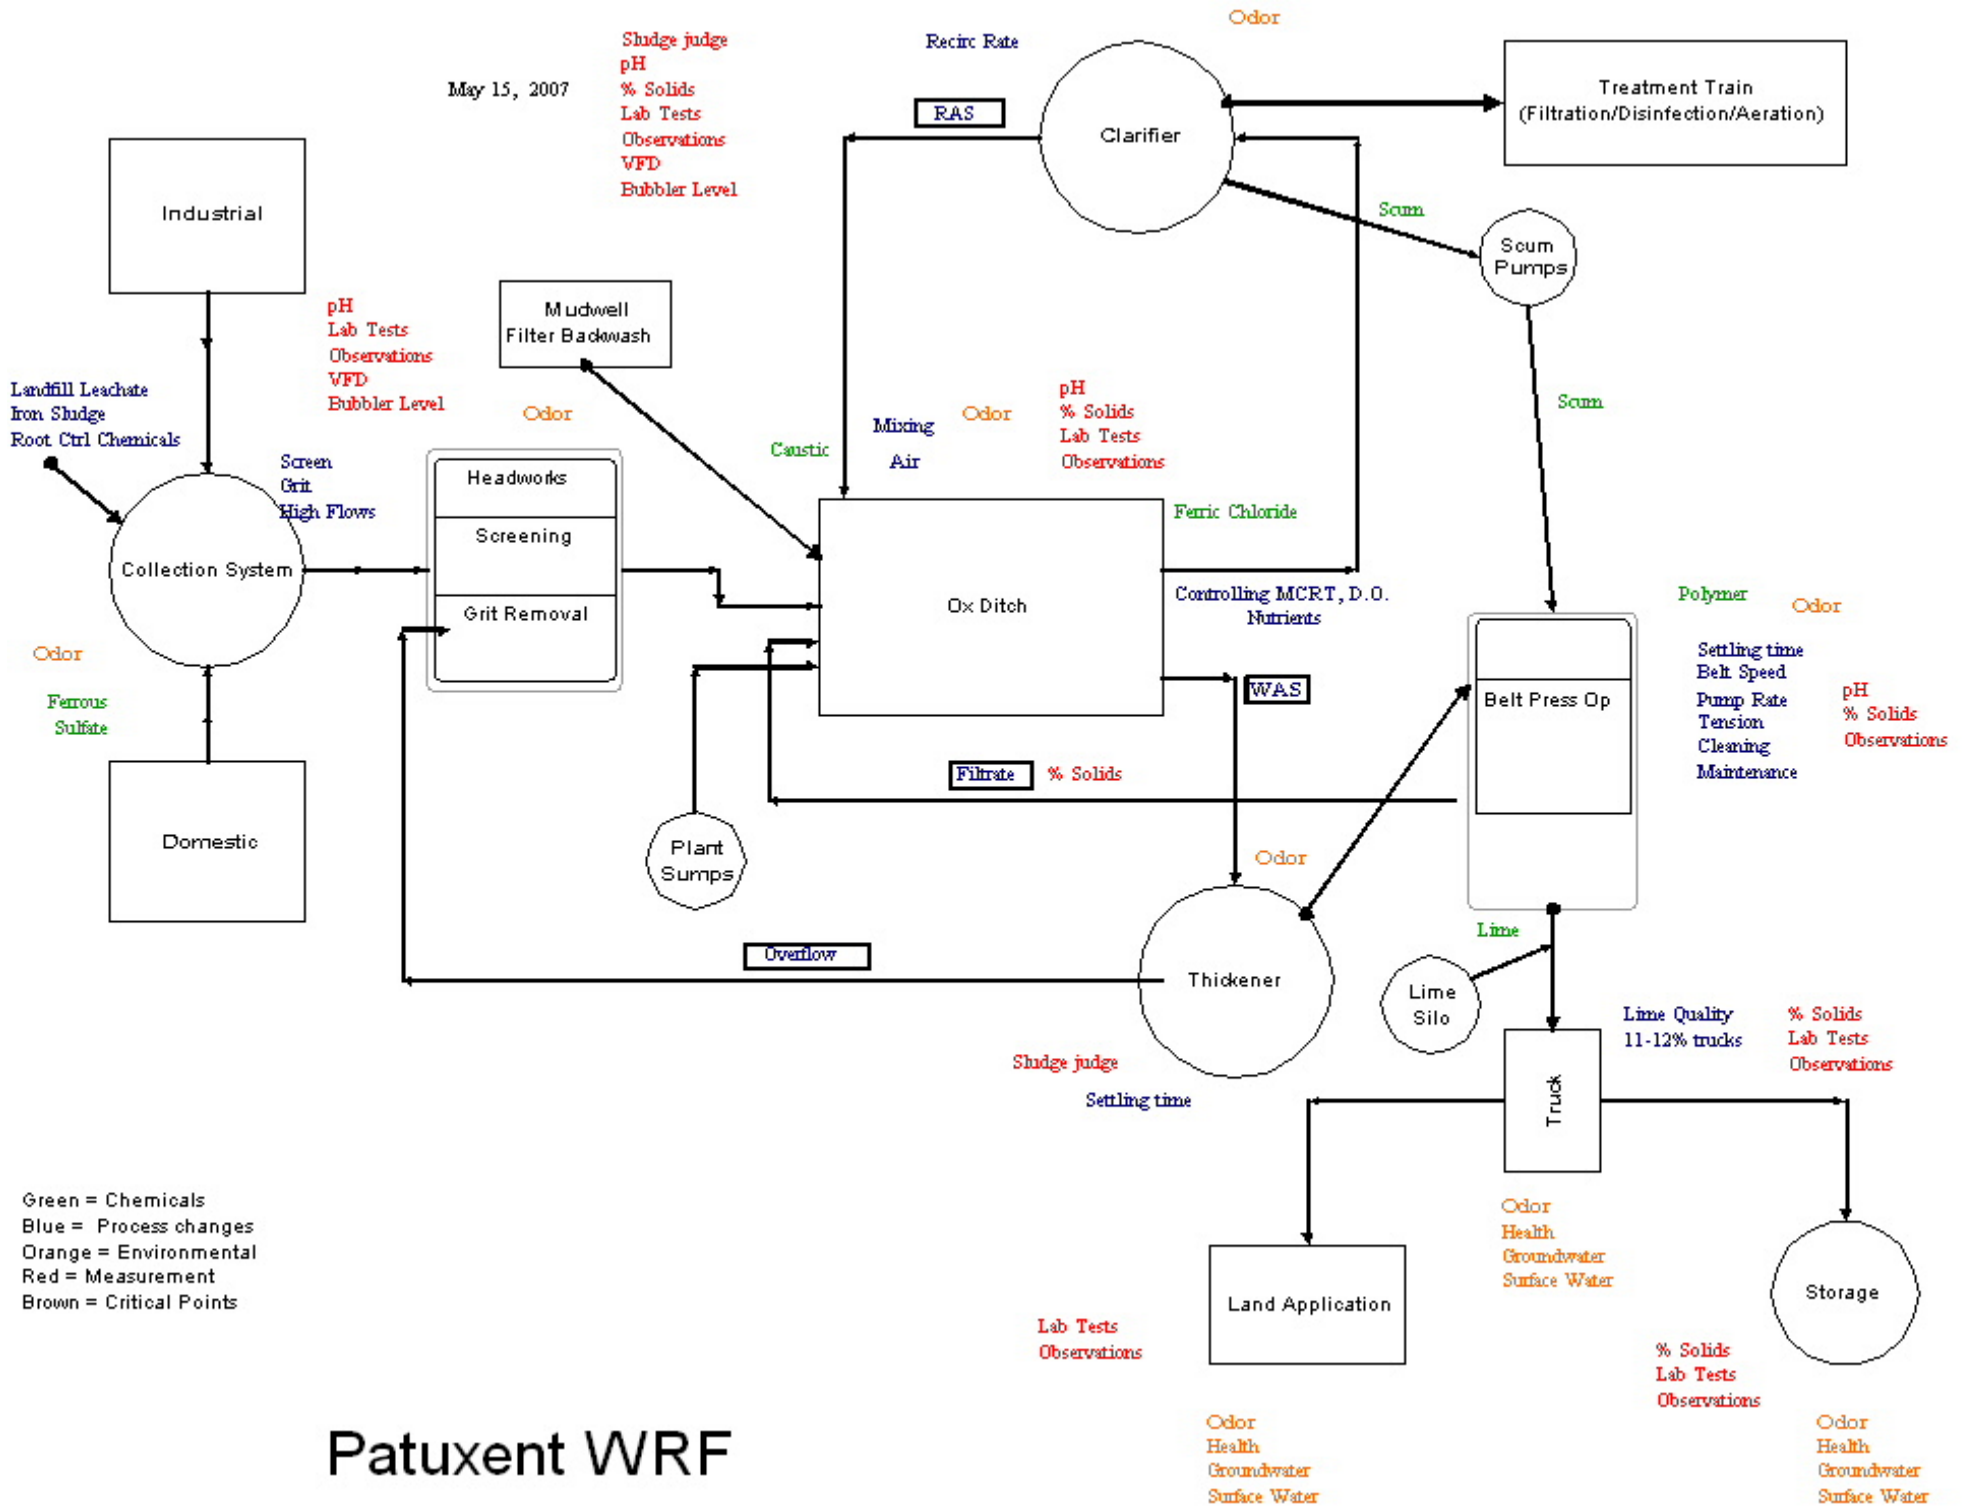 Odor
Sludge judge
pH
% Solids
Lab Tests
Observations
VFD
Bubbler Level
May 15, 2007
Recirc Rate
RAS
Clarifier
Treatment Train
(Filtration/Disinfection/Aeration)
Industrial
Scum
Scum
Pumps
Mudwell
Filter Backwash
pH
Lab Tests
Observations
VFD
Bubbler Level
Landfill Leachate
Iron Sludge
Root Ctrl Chemicals
Odor
Caustic
Mixing
Air
Odor
pH
% Solids
Lab Tests
Observations
Scum
Screen
Grit
High Flows
Headworks
Screening
Grit Removal
Collection System
Ox Ditch
Ferric Chloride
Controlling MCRT, D.O.
Nutrients
Polymer
Odor
Odor
Ferrous
Sulfate
WAS
Belt Press Op
Settling time
Belt Speed
Pump Rate
Tension
Cleaning
Maintenance
pH
% Solids
Observations
Filtrate
% Solids
Domestic
Plant
Sumps
Odor
Overflow
Thickener
Lime
Lime
Silo
Lime Quality
11-12% trucks
% Solids
Lab Tests
Observations
Sludge judge
Settling time
Truck
Green = Chemicals
Blue = Process changes
Orange = Environmental
Red = Measurement
Brown = Critical Points
Odor
Health
Groundwater
Surface Water
Land Application
Storage
Lab Tests
Observations
% Solids
Lab Tests
Observations
Patuxent WRF
Odor
Health
Groundwater
Surface Water
Odor
Health
Groundwater
Surface Water